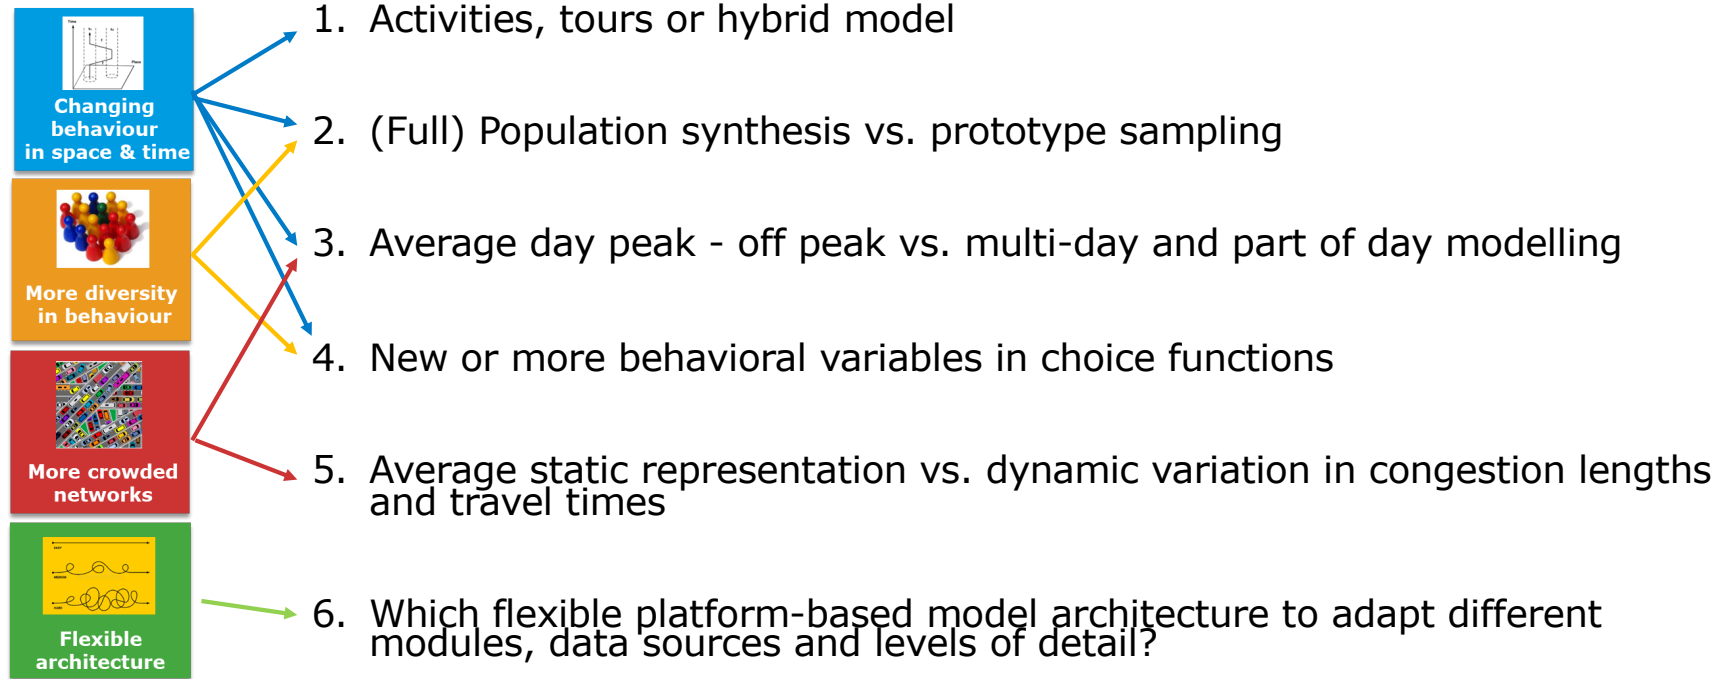 Changing
behaviour
in space & time
More diversity
in behaviour
More crowded
networks
Flexible
architecture
1. Activities, tours or hybrid model
2. (Full) Population synthesis vs. prototype sampling
3. Average day peak - off peak vs. multi-day and part of day modelling
4. New or more behavioral variables in choice functions
5. Average static representation vs. dynamic variation in congestion lengths
and travel times
6. Which flexible platform-based model architecture to adapt different
modules, data sources and levels of detail?